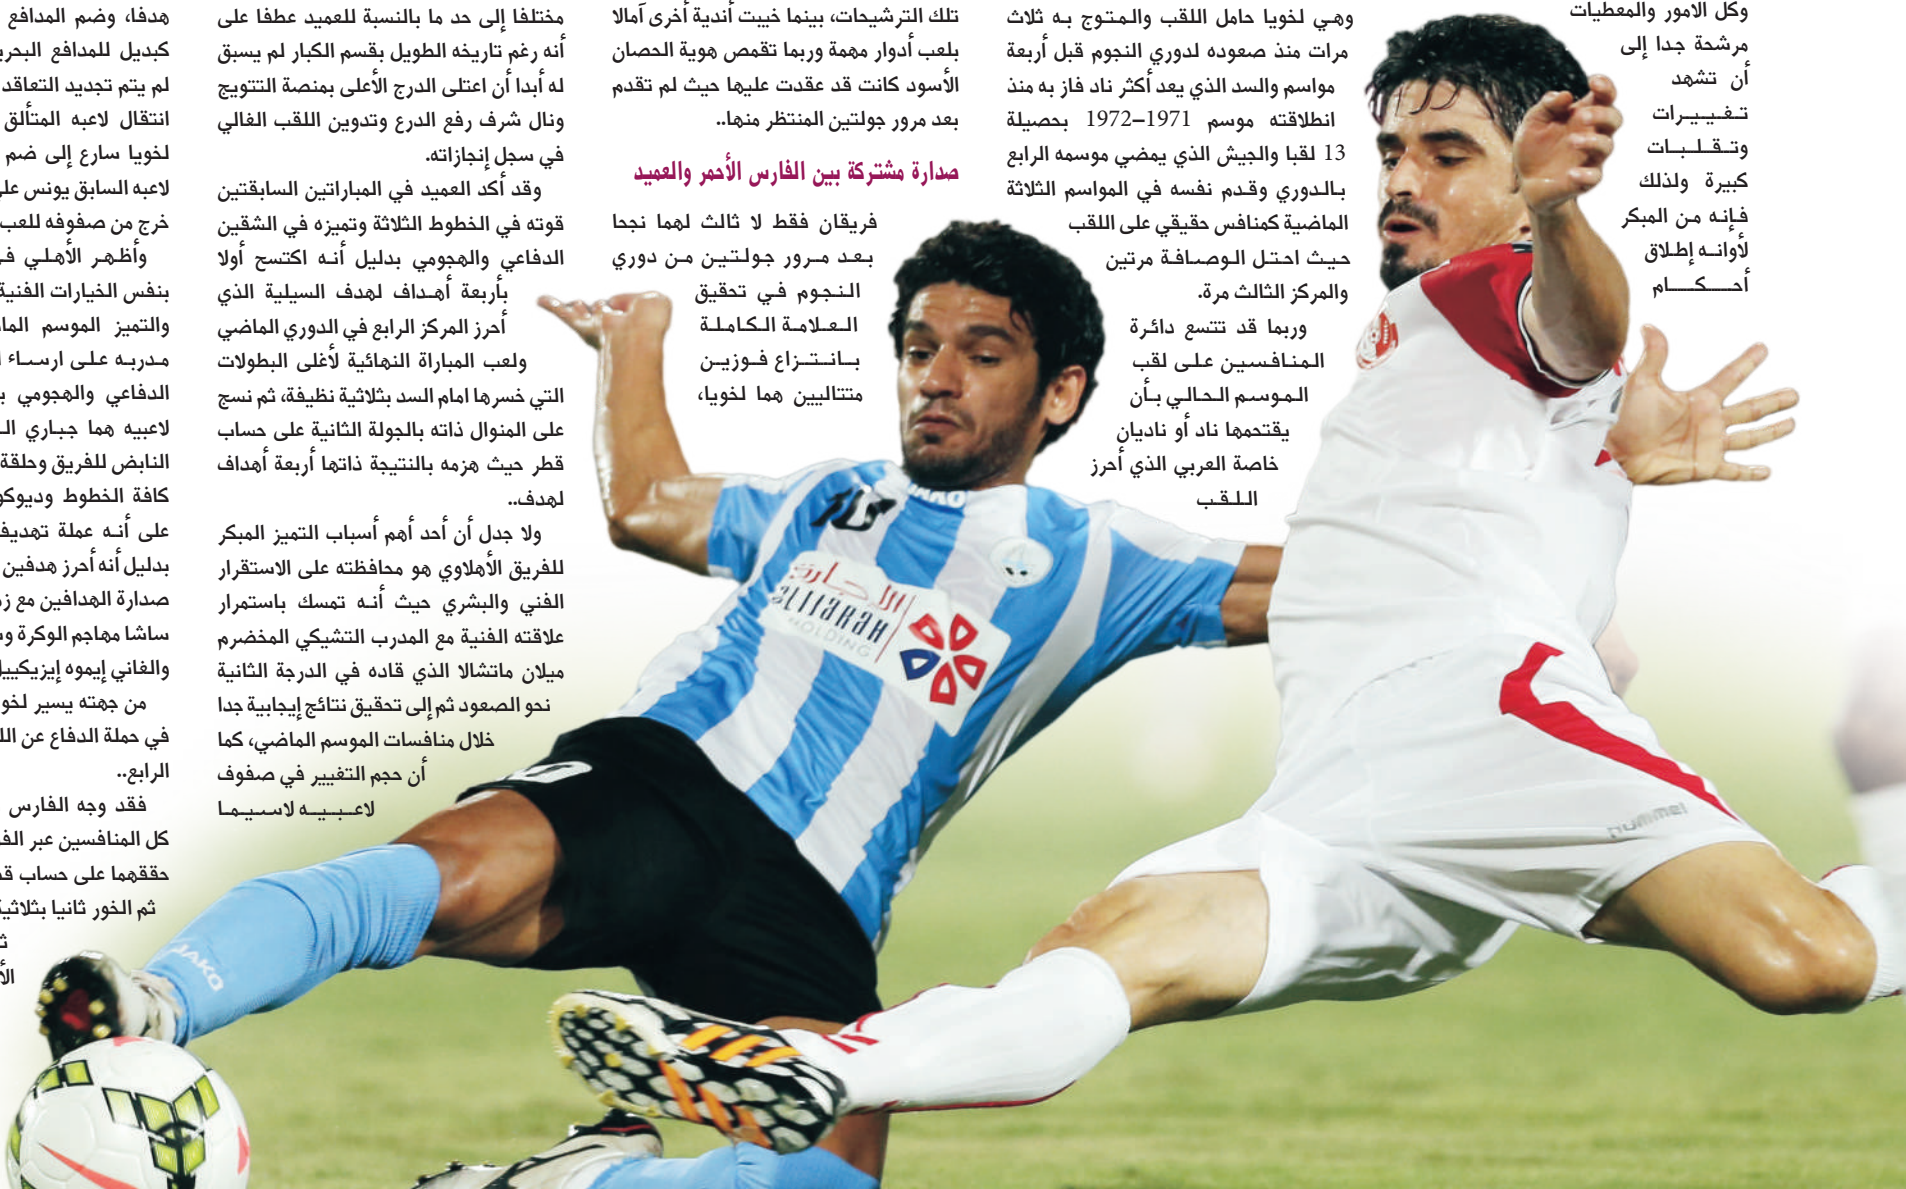 وكل الامور والمعطيات
مرشحة جدا إلى
أن تشهد
تغييرات
وتقلبات
كبيرة ولذلك
فإنه من المبكر
لأوانه إطلاق
أحكام
وهي لخويا حامل اللقب والمتوج به ثلاث
مرات منذ صعوده لدوري النجوم قبل أربعة
مواسم والسد الذي يعد أكثر ناد فاز به منذ
انطلاقته موسم 1971–1972 بحصيلة
13 لقبا والجيش الذي يمضي موسمه الرابع
بالدوري وقدم نفسه في المواسم الثلاثة
الماضية كمنافس حقيقي على اللقب
حيث احتل الوصافة مرتين
والمركز الثالث مرة.
وربما قد تتسع دائرة
المنافسين على لقب
الموسم الحالي بأن
يقتحمها ناد أو ناديان
خاصة العربي الذي أحرز
اللقب
تلك الترشيحات، بينما خيبت أندية أخرى آمالا
بلعب أدوار مهمة وربما تقمص هوية الحصان
الأسود كانت قد عقدت عليها حيث لم تقدم
بعد مرور جولتين المنتظر منها..
صدارة مشتركة بين الفارس الأحمر والعميد
فريقان فقط لا ثالث لهما نجحا
بعد مرور جولتين من دوري
النجوم في تحقيق
العلامة الكاملة
بانتزاع فوزين
متتاليين هما لخويا،
مختلفا إلى حد ما بالنسبة للعميد عطفا على
أنه رغم تاريخه الطويل بقسم الكبار لم يسبق
له أبدا أن اعتلى الدرج الأعلى بمنصة التتويج
ونال شرف رفع الدرع وتدوين اللقب الغالي
في سجل إنجازاته.
وقد أكد العميد في المباراتين السابقتين
قوته في الخطوط الثلاثة وتميزه في الشقين
الدفاعي والهجومي بدليل أنه اكتسح أولا
بأربعة أهداف لهدف السيلية الذي
أحرز المركز الرابع في الدوري الماضي
ولعب المباراة النهائية لأغلى البطولات
التي خسرها امام السد بثلاثية نظيفة، ثم نسج
على المنوال ذاته بالجولة الثانية على حساب
قطر حيث هزمه بالنتيجة ذاتها أربعة أهداف
لهدف..
ولا جدل أن أحد أهم أسباب التميز المبكر
للفريق الأهلاوي هو محافظته على الاستقرار
الفني والبشري حيث أنه تمسك باستمرار
علاقته الفنية مع المدرب التشيكي المخضرم
ميلان ماتشالا الذي قاده في الدرجة الثانية
نحو الصعود ثم إلى تحقيق نتائج إيجابية جدا
خلال منافسات الموسم الماضي، كما
أن حجم التغيير في صفوف
لاعبيه لاسيما
هدفا، وضم المدافع
كبديل للمدافع
لم يتم تجديد التعاقد
انتقال لاعبه المتألق
لخويا سارع إلى ضم
لاعبه السابق يونس
خرج من صفوفه للعب
وأظهر الأهلي
بنفس الخيارات الفنية
والتميز الموسم
مدربه على ارساء
الدفاعي والهجومي
لاعبيه هما جباري
النابض للفريق وحلقة
كافة الخطوط
على أنه عملة
بدليل أنه أحرز هدفين
صدارة الهدافين مع
ساشا مهاجم الوكرة
والغاني إيموه
من جهته يسير
في حملة الدفاع عن
الرابع..
فقد وجه الفارس
كل المنافسين عبر
حققهما على حساب
ثم الخور ثانيا
JAKO
10
الإجارة
ALIJARAH
HOLDING
JAKO
hummel